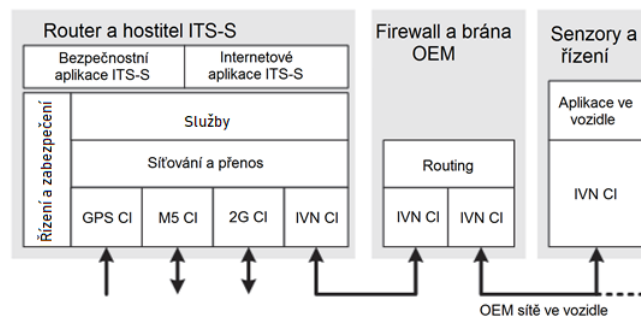 Router a hostitel ITS-S
Bezpečnostní
aplikace ITS-S
Internetové
aplikace ITS-S
Řízení a zabezpečení
Služby
Síťování a přenos
GPS CI
M5 CI
2G CI
IVN CI
Firewall a brána
OEM
Routing
IVN CI
IVN CI
Senzory a
řízení
Aplikace ve
vozidle
IVN CI
OEM sítě ve vozidle